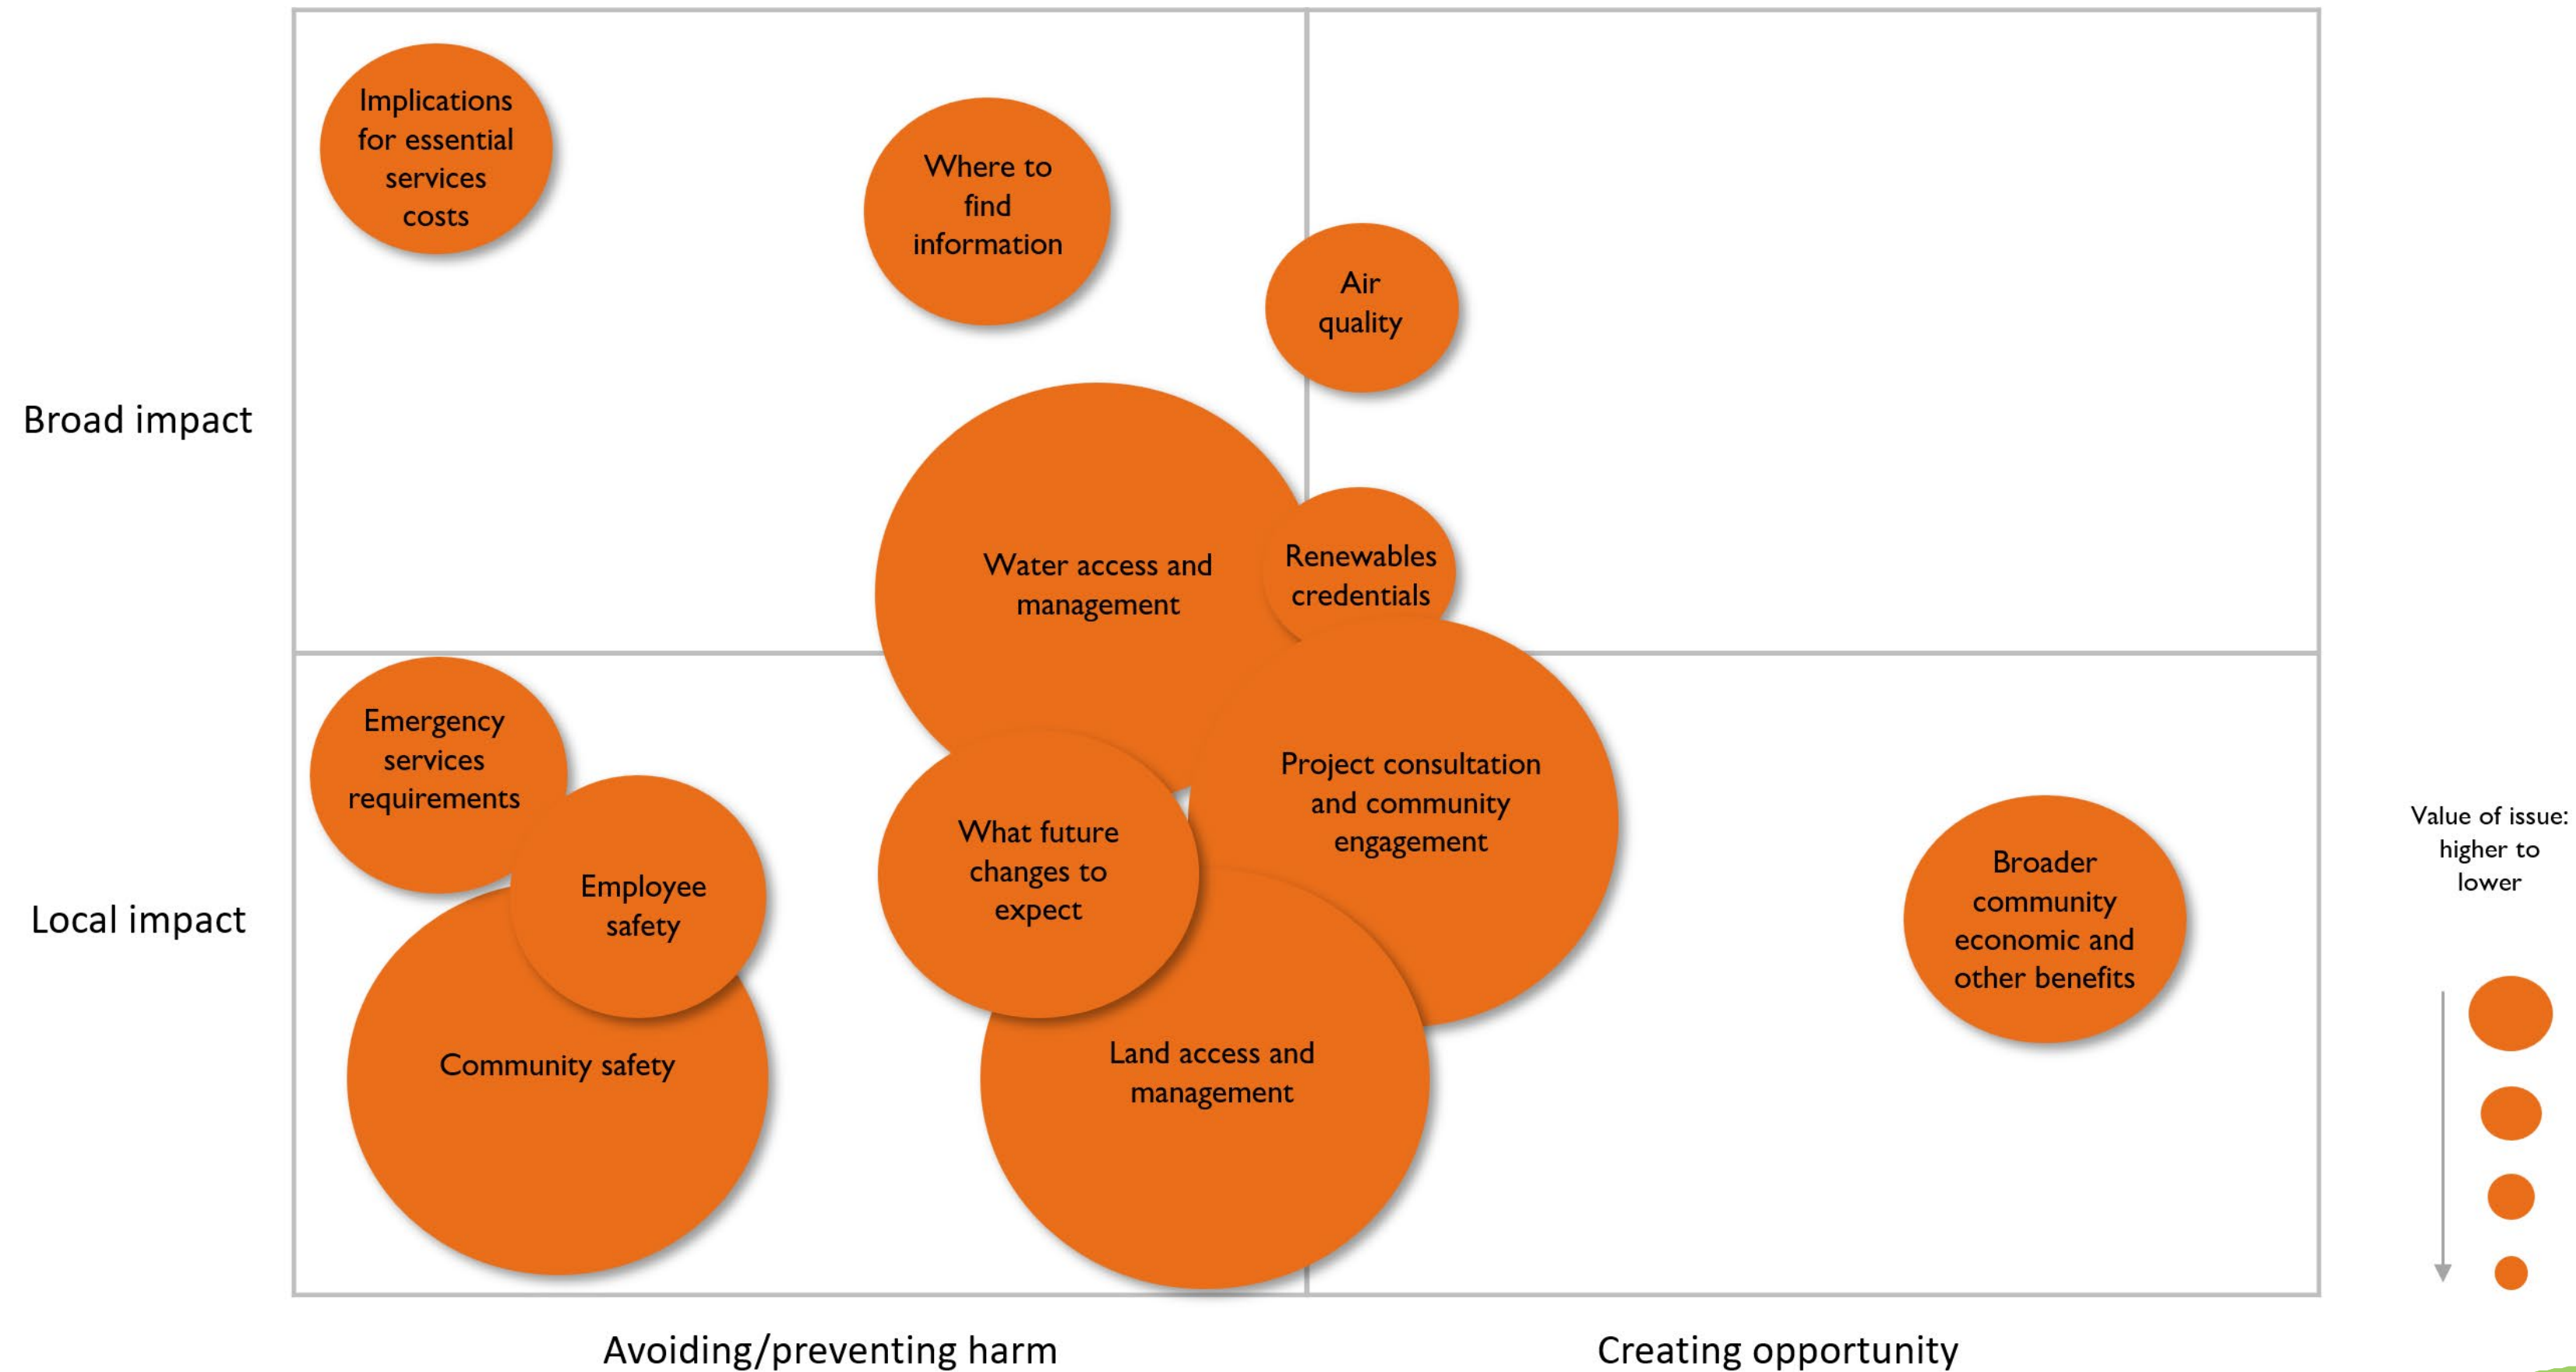 Implications
for essential
services
costs
Where to
find
information
Air
quality
Broad impact
Water access and
management
Renewables
credentials
Emergency
services
requirements
Project consultation
and community
engagement
What future
changes to
expect
Employee
safety
Local impact
Broader
community
economic and
other benefits
Value of issue:
higher to
lower
Community safety
Land access and
management
Avoiding/preventing harm
Creating opportunity